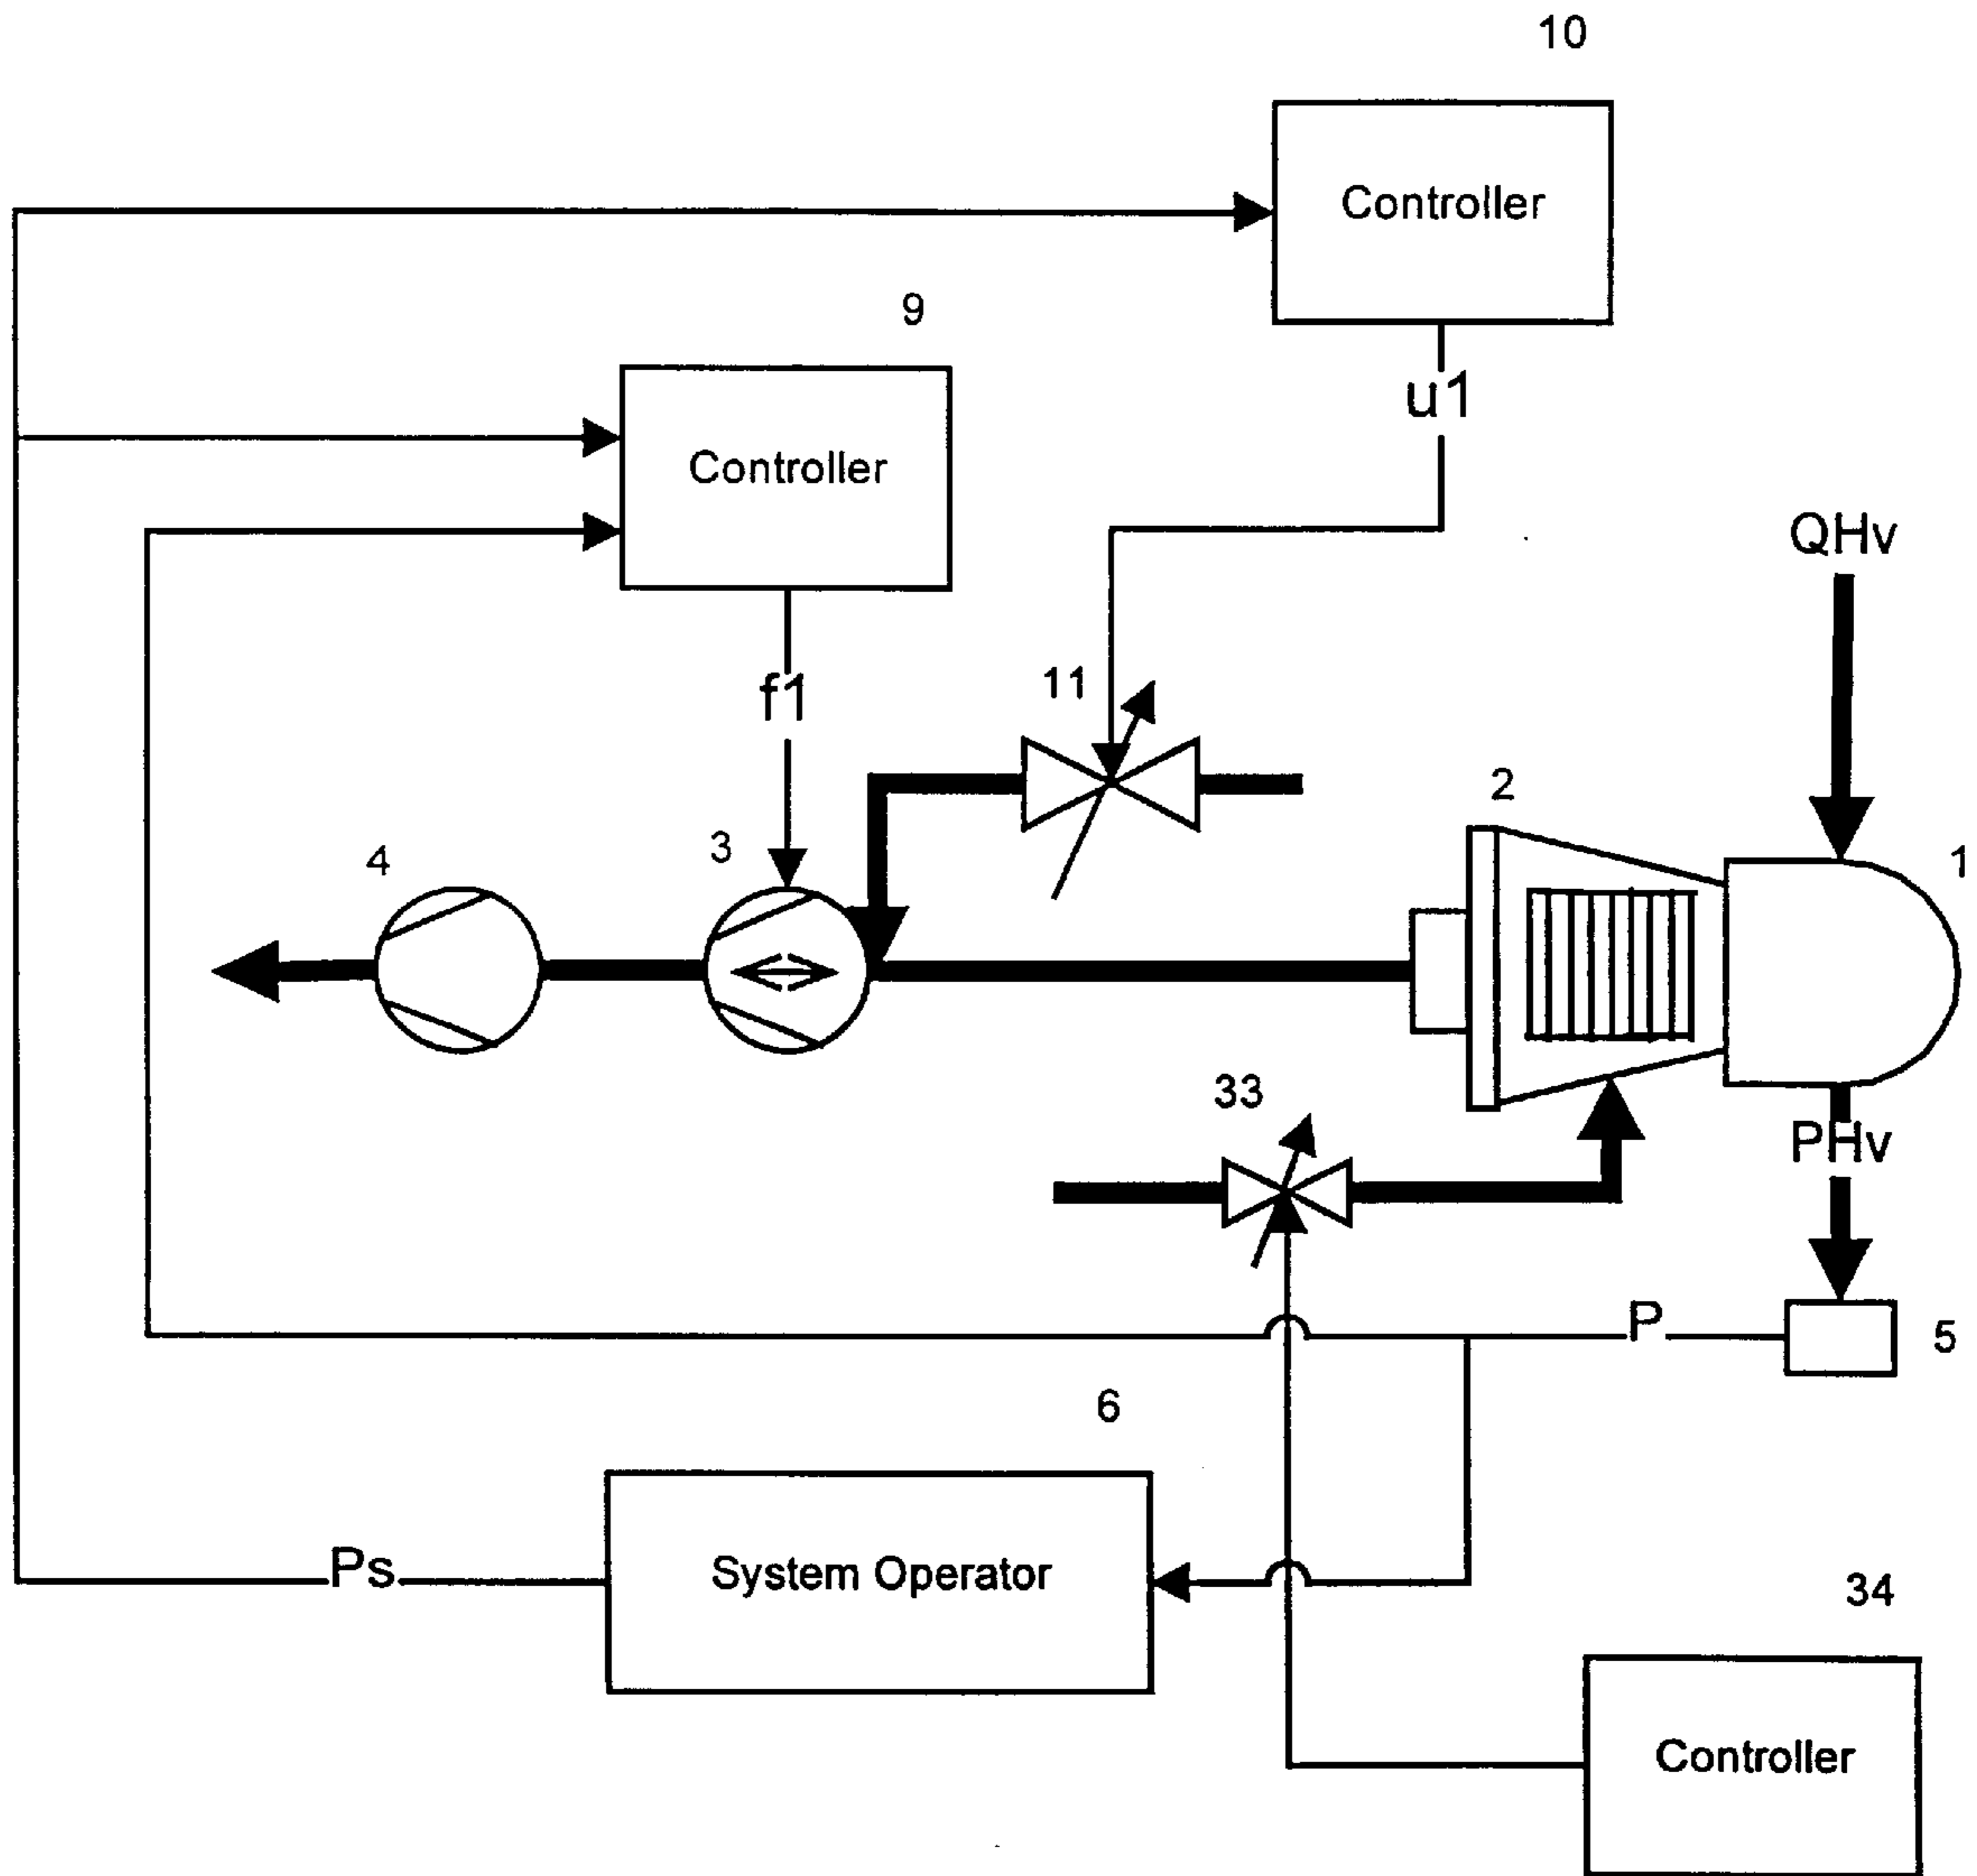 10
Controller
9
u1
Controller
QHv
11
f1
2
3
4
1
33
PHv
P
5
6
Ps
System Operator
34
Controller